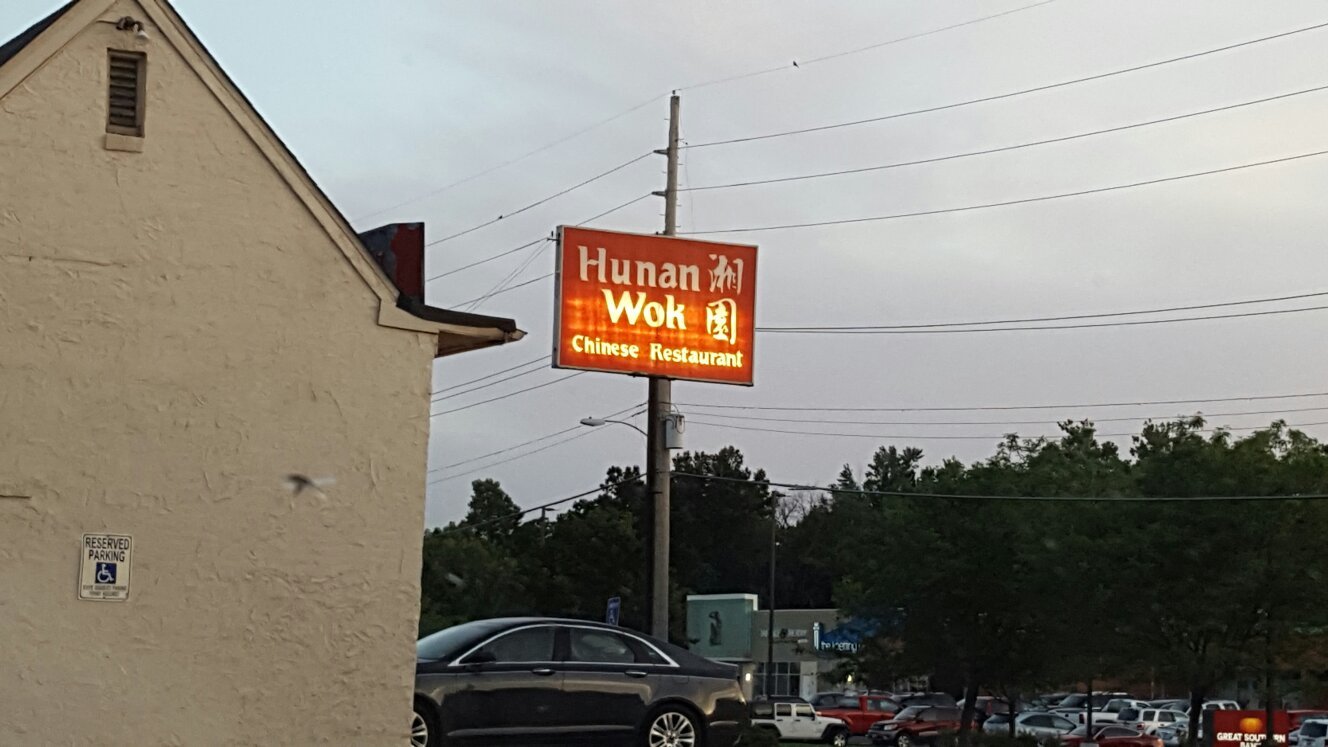 Hunan 湘
Wok 園
Chinese Restaurant
RESERVED
PARKING
GREAT SOUTHERN